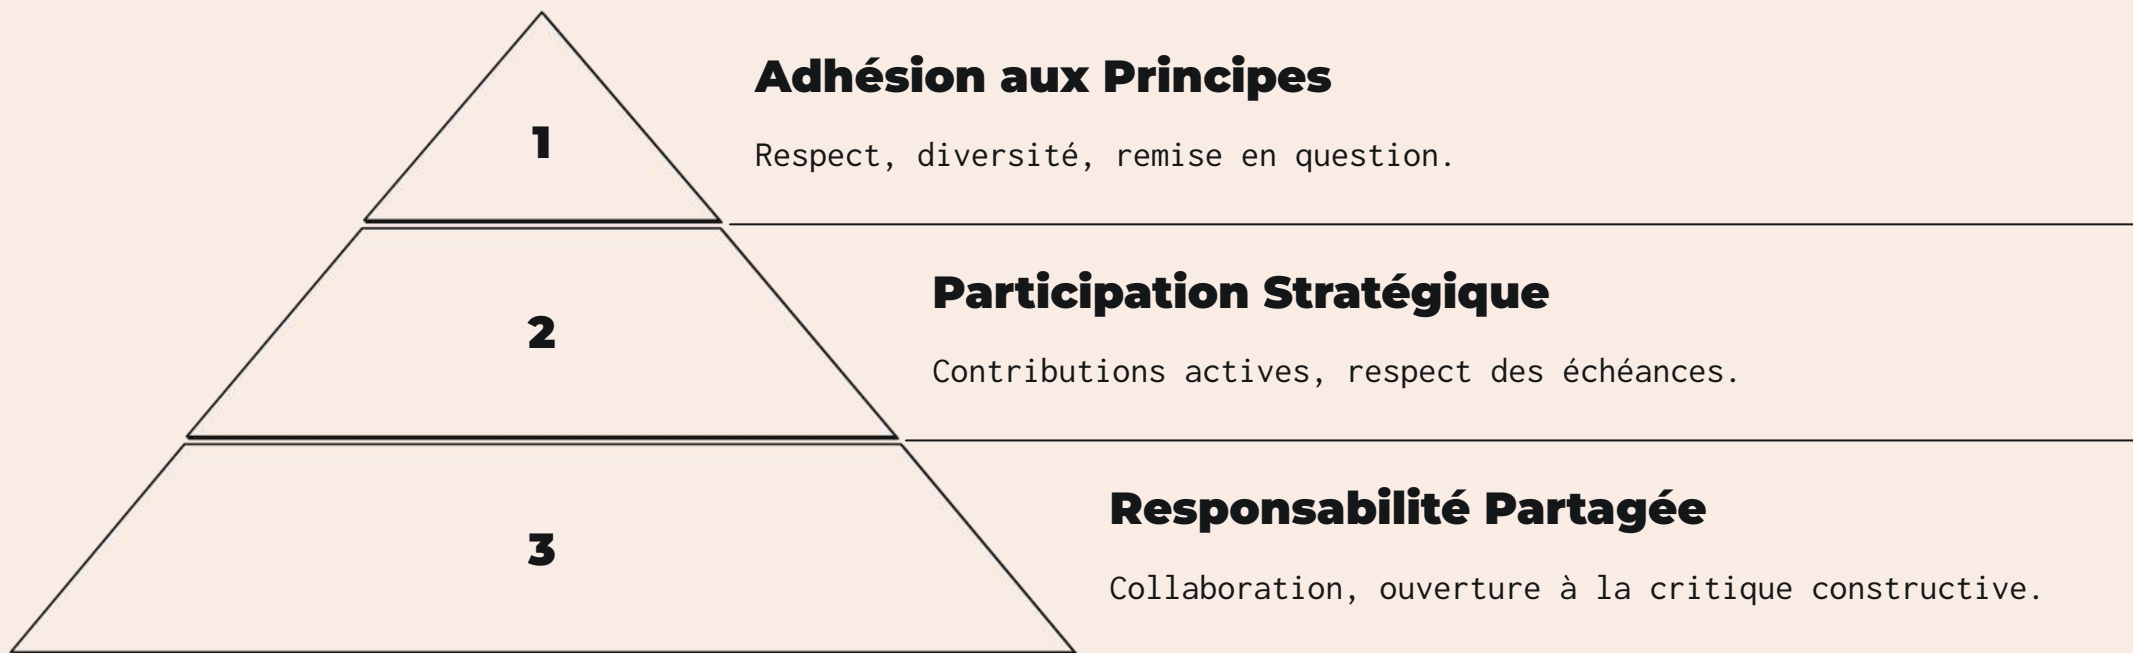 1
Adhésion aux Principes
Respect, diversité, remise en question.
2
Participation Stratégique
Contributions actives, respect des échéances.
3
Responsabilité Partagée
Collaboration, ouverture à la critique constructive.